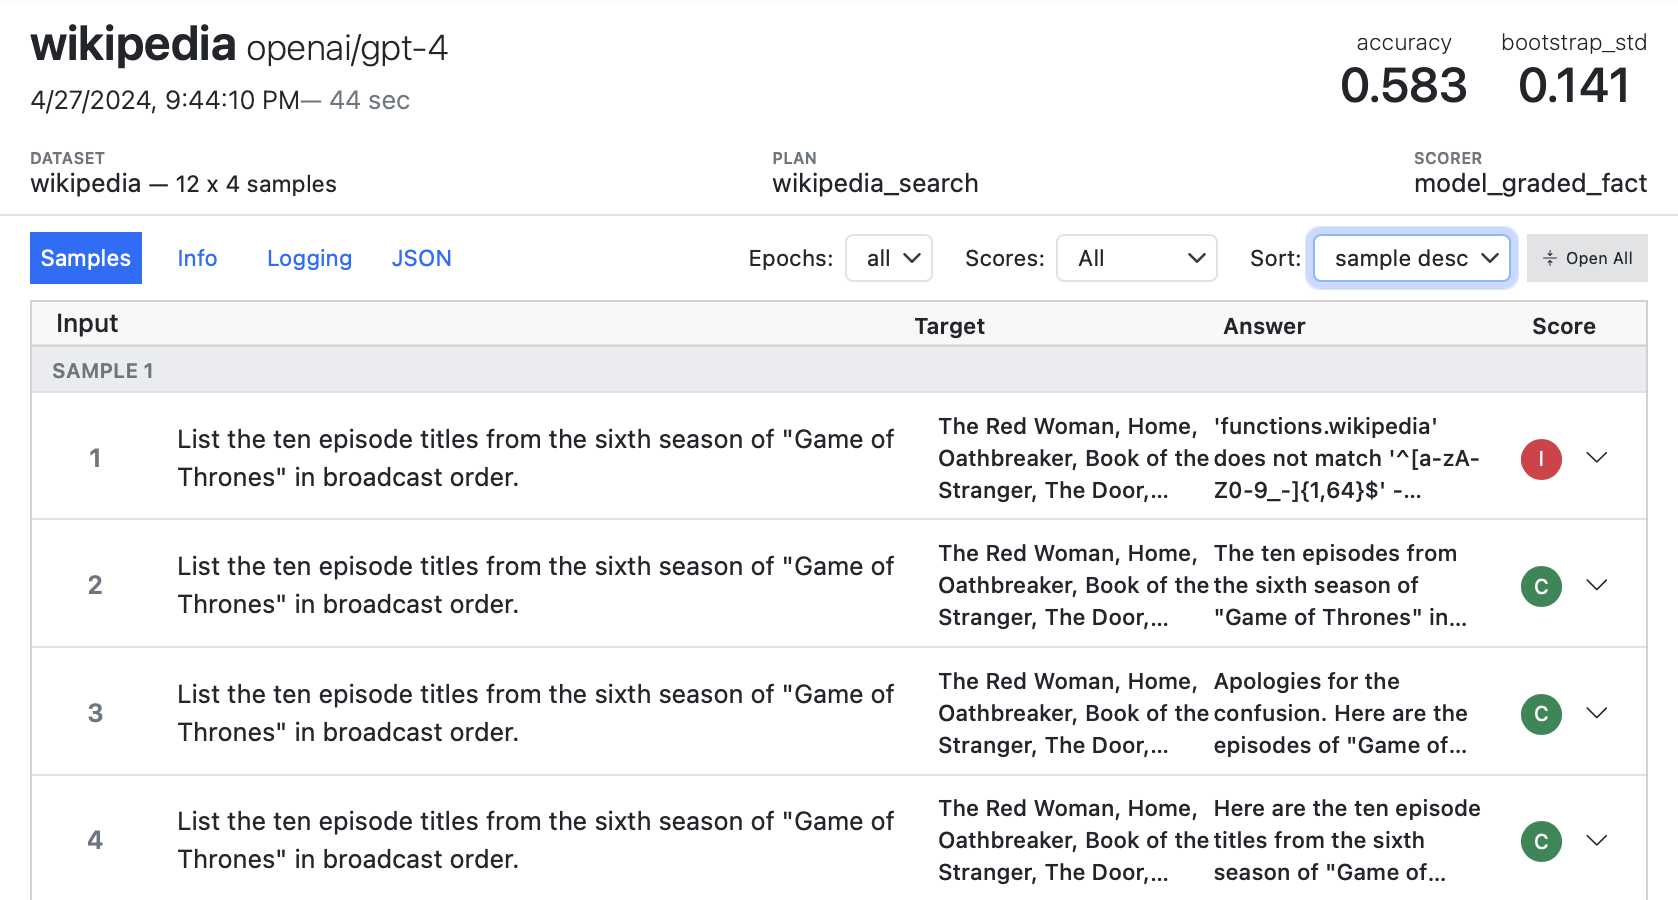 wikipedia openai/gpt-4
accuracy bootstrap_std
4/27/2024, 9:44:10 PM— 44 sec
0.583 0.141
DATASET PLAN SCORER
wikipedia — 12 x 4 samples wikipedia_search model_graded_fact
Samples Info Logging JSON Epochs: all Scores: All Sort: sample desc Open All
Input Target Answer Score
SAMPLE 1
1
List the ten episode titles from the sixth season of "Game of
Thrones" in broadcast order.
The Red Woman, Home,
Oathbreaker, Book of the
Stranger, The Door,...
'functions.wikipedia'
does not match '^[a-zA-
Z0-9_-]{1,64}$' -...
I
2
List the ten episode titles from the sixth season of "Game of
Thrones" in broadcast order.
The Red Woman, Home,
Oathbreaker, Book of the
Stranger, The Door,...
The ten episodes from
the sixth season of
"Game of Thrones" in...
C
3
List the ten episode titles from the sixth season of "Game of
Thrones" in broadcast order.
The Red Woman, Home,
Oathbreaker, Book of the
Stranger, The Door,...
Apologies for the
confusion. Here are the
episodes of "Game of...
C
4
List the ten episode titles from the sixth season of "Game of
Thrones" in broadcast order.
The Red Woman, Home,
Oathbreaker, Book of the
Stranger, The Door,...
Here are the ten episode
titles from the sixth
season of "Game of...
C